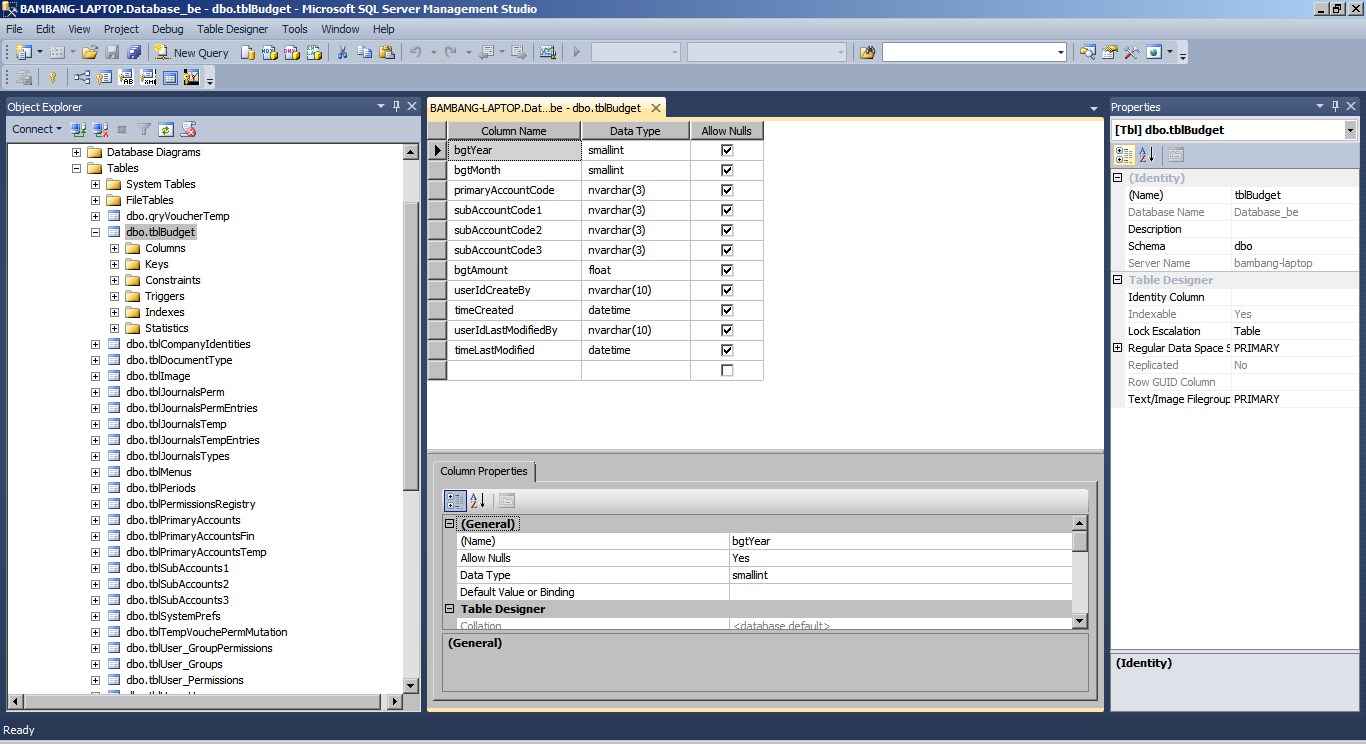 BAMBANG-LAPTOP.Database_be - dbo.tblBudget - Microsoft SQL Server Management Studio
File Edit View Project Debug Table Designer Tools Window Help
New Query
Object Explorer
Connect
Database Diagrams
Tables
System Tables
FileTables
dbo.qryVoucherTemp
dbo.tblBudget
Columns
Keys
Constraints
Triggers
Indexes
Statistics
dbo.tblCompanyIdentities
dbo.tblDocumentType
dbo.tblImage
dbo.tblJournalsPerm
dbo.tblJournalsPermEntries
dbo.tblJournalsTemp
dbo.tblJournalsTempEntries
dbo.tblJournalsTypes
dbo.tblMenus
dbo.tblPeriods
dbo.tblPermissionsRegistry
dbo.tblPrimaryAccounts
dbo.tblPrimaryAccountsFin
dbo.tblPrimaryAccountsTemp
dbo.tblSubAccounts1
dbo.tblSubAccounts2
dbo.tblSubAccounts3
dbo.tblSystemPrefs
dbo.tblTempVouchePermMutation
dbo.tblUser_GroupPermissions
dbo.tblUser_Groups
dbo.tblUser_Permissions
BAMBANG-LAPTOP.Dat...be - dbo.tblBudget
Column Name Data Type Allow Nulls
bgtYear smallint
bgtMonth smallint
primaryAccountCode nvarchar(3)
subAccountCode1 nvarchar(3)
subAccountCode2 nvarchar(3)
subAccountCode3 nvarchar(3)
bgtAmount float
userIdCreateBy nvarchar(10)
timeCreated datetime
userIdLastModifiedBy nvarchar(10)
timeLastModified datetime
Column Properties
(General)
(Name) bgtYear
Allow Nulls Yes
Data Type smallint
Default Value or Binding
Table Designer
Collation <database default>
(General)
Properties
[Tbl] dbo.tblBudget
(Identity)
(Name) tblBudget
Database Name Database_be
Description
Schema dbo
Server Name bambang-laptop
Table Designer
Identity Column
Indexable Yes
Lock Escalation Table
Regular Data Space S PRIMARY
Replicated No
Row GUID Column
Text/Image Filegroup PRIMARY
(Identity)
Ready